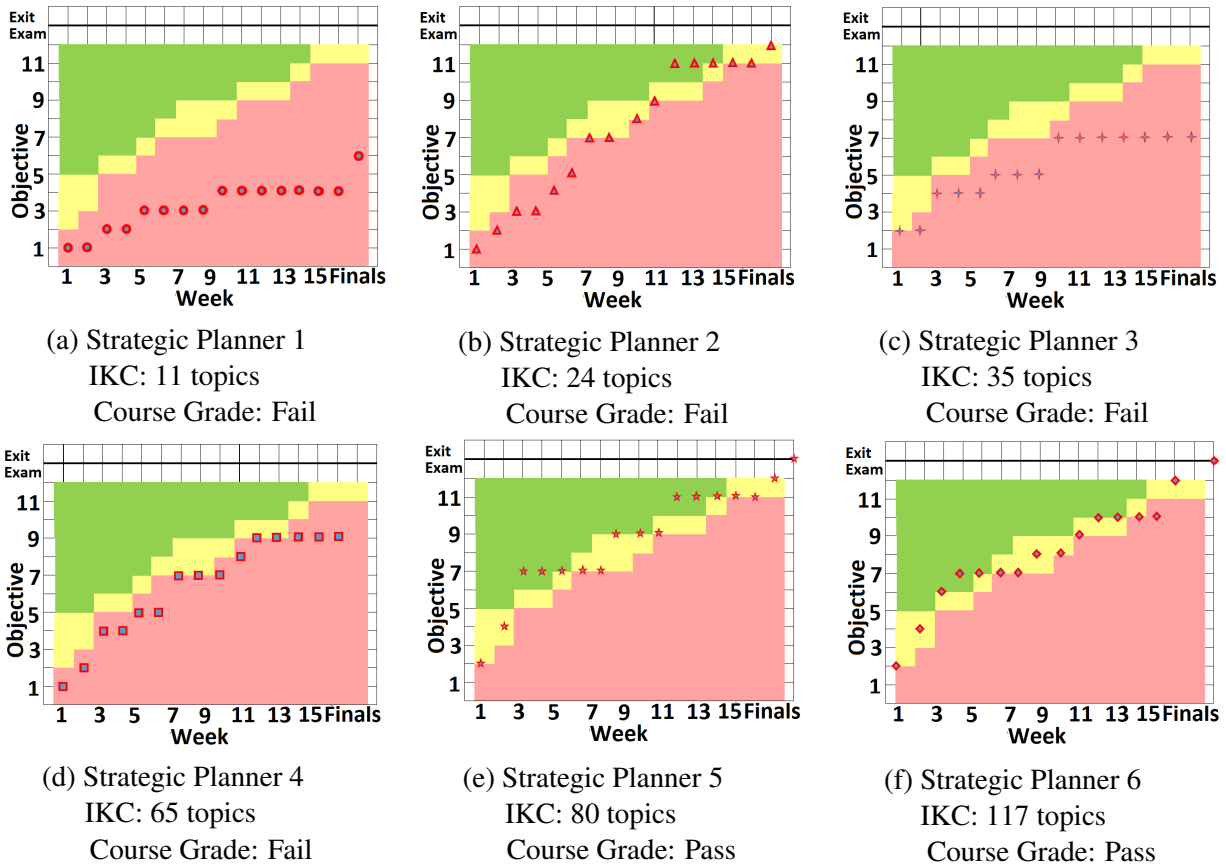 Exit
Exam
11
9
7
5
3
1
Objective
1 3 5 7 9 11 13 15 Finals
Week
(a) Strategic Planner 1
IKC: 11 topics
Course Grade: Fail
Exit
Exam
11
9
7
5
3
1
Objective
1 3 5 7 9 11 13 15 Finals
Week
(b) Strategic Planner 2
IKC: 24 topics
Course Grade: Fail
Exit
Exam
11
9
7
5
3
1
Objective
1 3 5 7 9 11 13 15 Finals
Week
(c) Strategic Planner 3
IKC: 35 topics
Course Grade: Fail
Exit
Exam
11
9
7
5
3
1
Objective
1 3 5 7 9 11 13 15 Finals
Week
(d) Strategic Planner 4
IKC: 65 topics
Course Grade: Fail
Exit
Exam
11
9
7
5
3
1
Objective
1 3 5 7 9 11 13 15 Finals
Week
(e) Strategic Planner 5
IKC: 80 topics
Course Grade: Pass
Exit
Exam
11
9
7
5
3
1
Objective
1 3 5 7 9 11 13 15 Finals
Week
(f) Strategic Planner 6
IKC: 117 topics
Course Grade: Pass